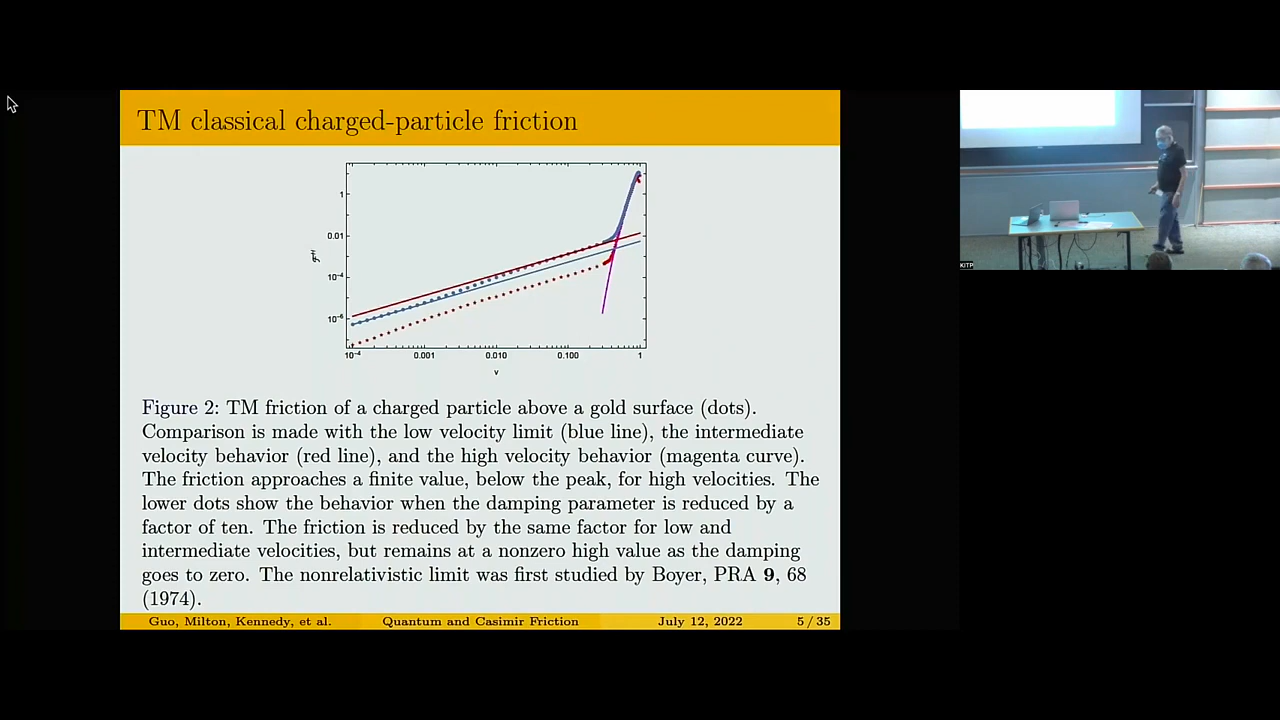 TM classical charged-particle friction
1
0.01
10-4
10-6
10-4
0.001
0.010
0.100
1
v
Figure 2: TM friction of a charged particle above a gold surface (dots).
Comparison is made with the low velocity limit (blue line), the intermediate
velocity behavior (red line), and the high velocity behavior (magenta curve).
The friction approaches a finite value, below the peak, for high velocities. The
lower dots show the behavior when the damping parameter is reduced by a
factor of ten. The friction is reduced by the same factor for low and
intermediate velocities, but remains at a nonzero high value as the damping
goes to zero. The nonrelativistic limit was first studied by Boyer, PRA 9, 68
(1974).
Guo, Milton, Kennedy, et al. Quantum and Casimir Friction July 12, 2022 5 / 35
KITP